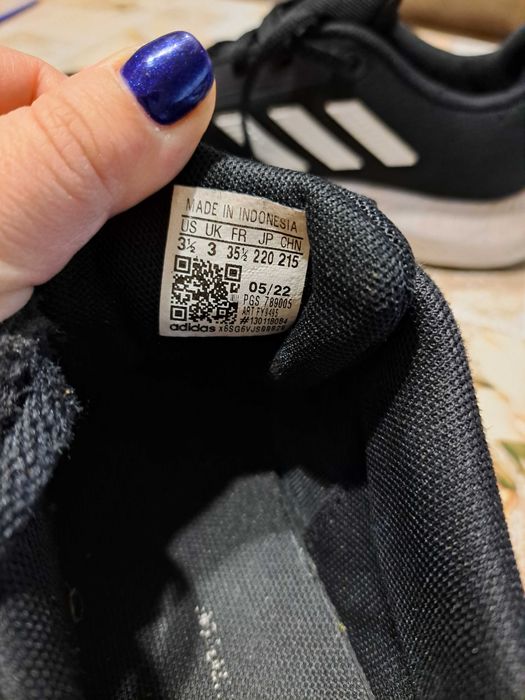 MADE IN INDONESIA
US UK FR JP CHN
3½ 3 35½ 220 215
05/22
PGS 789005
ART FY9495
#130118084
adidas